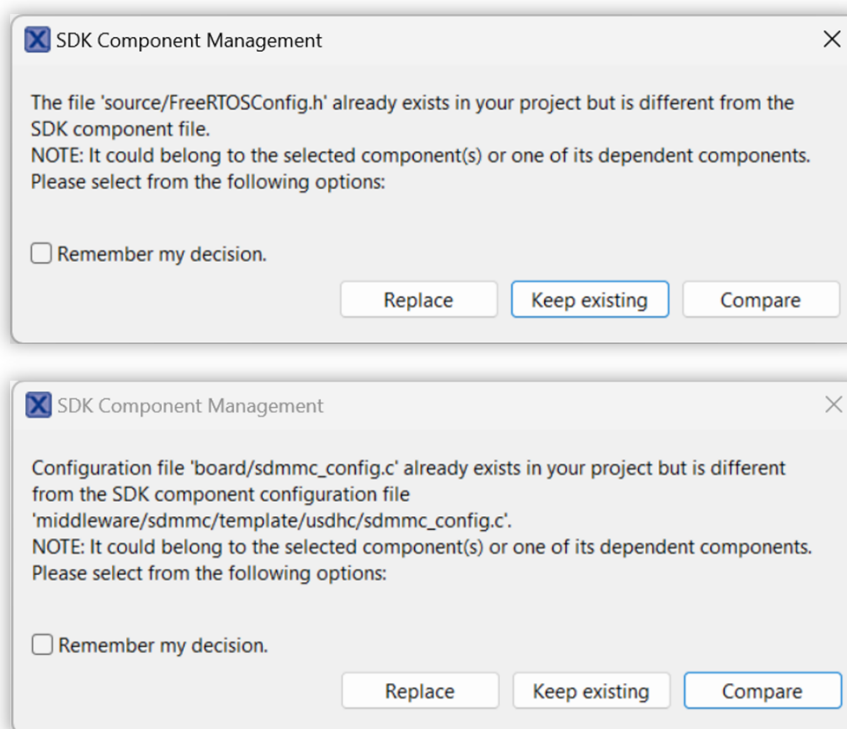 SDK Component Management
The file 'source/FreeRTOSConfig.h' already exists in your project but is different from the
SDK component file.
NOTE: It could belong to the selected component(s) or one of its dependent components.
Please select from the following options:
Remember my decision.
Replace Keep existing Compare
SDK Component Management
Configuration file 'board/sdmmc_config.c' already exists in your project but is different
from the SDK component configuration file
'middleware/sdmmc/template/usdhc/sdmmc_config.c'.
NOTE: It could belong to the selected component(s) or one of its dependent components.
Please select from the following options:
Remember my decision.
Replace Keep existing Compare